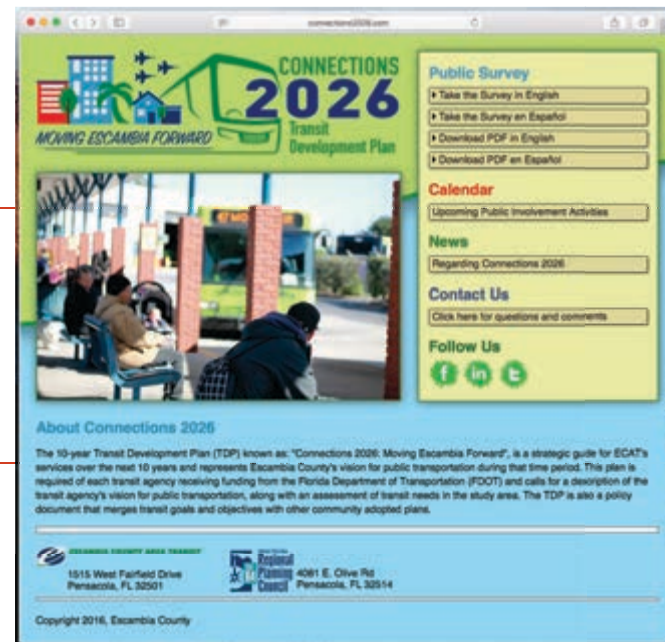 connections2026.com
CONNECTIONS
2026
Transit
Development Plan
MOVING ESCAMBIA FORWARD
Public Survey
Take the Survey in English
Take the Survey en Español
Download PDF in English
Download PDF en Español
Calendar
Upcoming Public Involvement Activities
News
Regarding Connections 2026
Contact Us
Click here for questions and comments
Follow Us
f in t
About Connections 2026
The 10-year Transit Development Plan (TDP) known as: "Connections 2026: Moving Escambia Forward", is a strategic guide for ECAT's
services over the next 10 years and represents Escambia County's vision for public transportation during that time period. This plan is
required of each transit agency receiving funding from the Florida Department of Transportation (FDOT) and calls for a description of the
transit agency's vision for public transportation, along with an assessment of transit needs in the study area. The TDP is also a policy
document that merges transit goals and objectives with other community adopted plans.
ESCAMBIA COUNTY AREA TRANSIT
1515 West Fairfield Drive
Pensacola, FL 32501
Regional
Planning
Council
4081 E. Olive Rd
Pensacola, FL 32514
Copyright 2016, Escambia County